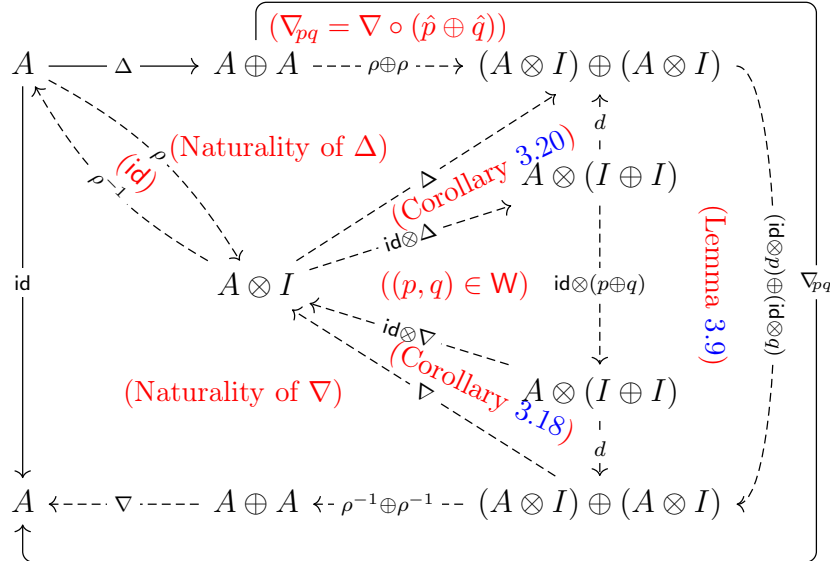 (∇pq = ∇ ∘ (p̂ ⊕ q̂))
A Δ A ⊕ A ρ⊕ρ (A ⊗ I) ⊕ (A ⊗ I)
d
ρ (Naturality of Δ)
(id)
ρ−1
Δ
(Corollary 3.20)
A ⊗ (I ⊕ I)
id⊗Δ
id
A ⊗ I
((p, q) ∈ W)
id⊗(p⊕q)
(Lemma 3.9)
(id⊗p)⊕(id⊗q)
∇pq
id⊗∇
(Corollary 3.18)
(Naturality of ∇)
∇
A ⊗ (I ⊕ I)
d
A ∇ A ⊕ A ρ−1⊕ρ−1 (A ⊗ I) ⊕ (A ⊗ I)